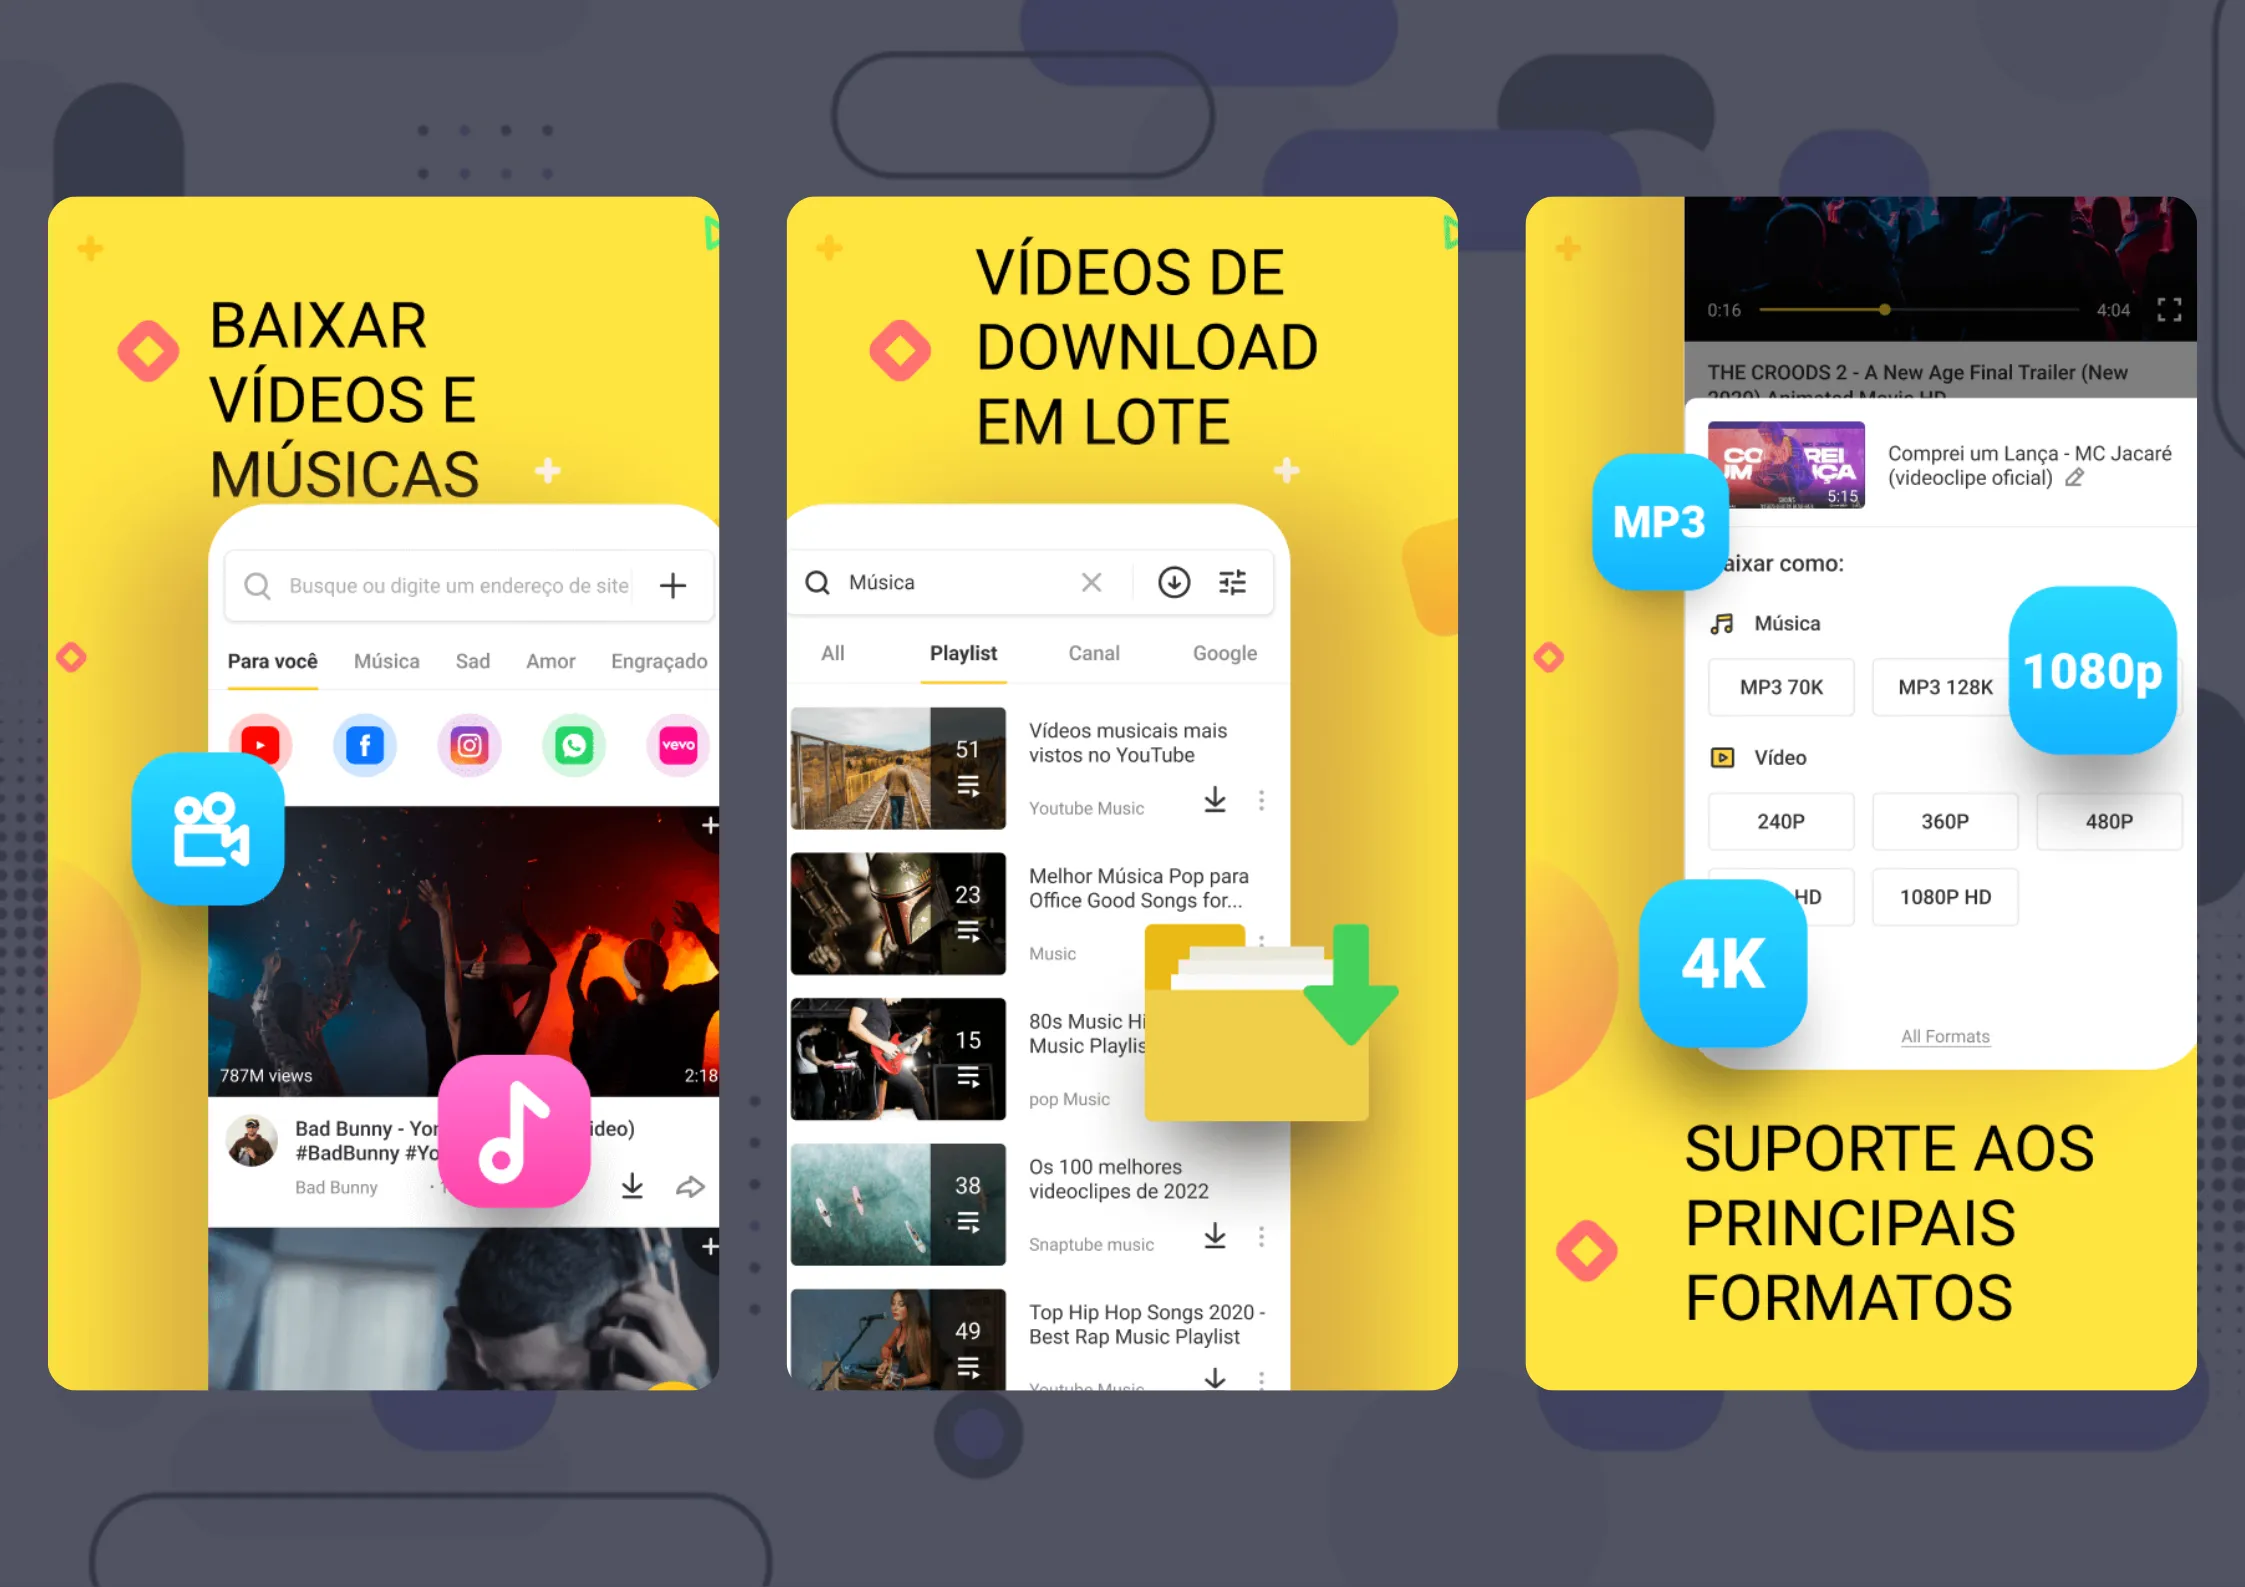 BAIXAR
VÍDEOS E
MÚSICAS
Busque ou digite um endereço de site
Para você Música Sad Amor Engraçado
vevo
787M views 2:18
Bad Bunny - Yo ideo)
#BadBunny #Yo
Bad Bunny
VÍDEOS DE
DOWNLOAD
EM LOTE
Música
All Playlist Canal Google
51
Vídeos musicais mais
vistos no YouTube
Youtube Music
23
Melhor Música Pop para
Office Good Songs for...
Music
15
80s Music Hi
Music Playlis
pop Music
38
Os 100 melhores
videoclipes de 2022
Snaptube music
49
Top Hip Hop Songs 2020 -
Best Rap Music Playlist
Youtube Music
0:16 4:04
THE CROODS 2 - A New Age Final Trailer (New
2020) Animated Movie HD
5:15
Comprei um Lança - MC Jacaré
(videoclipe oficial)
MP3
aixar como:
Música
MP3 70K MP3 128K
1080p
Vídeo
240P 360P 480P
HD 1080P HD
4K
All Formats
SUPORTE AOS
PRINCIPAIS
FORMATOS